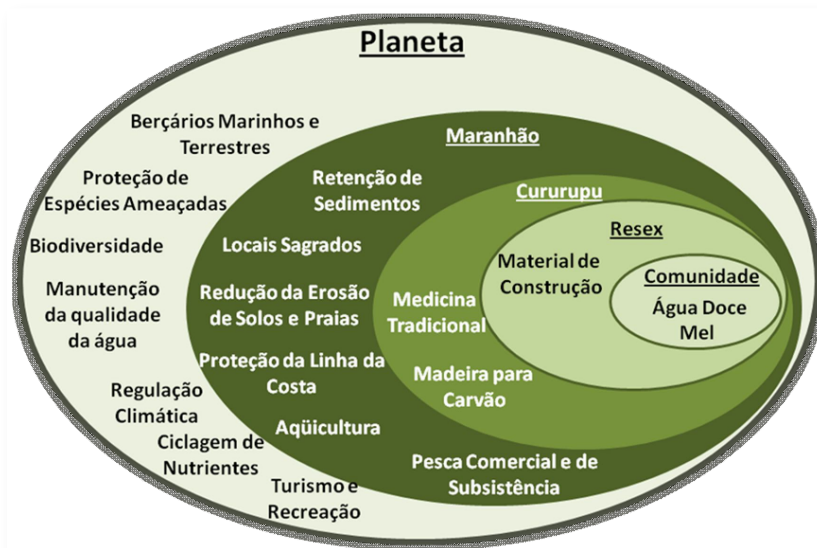 Planeta
Berçários Marinhos e
Terrestres
Proteção de
Espécies Ameaçadas
Biodiversidade
Manutenção
da qualidade
da água
Regulação
Climática
Ciclagem de
Nutrientes
Turismo e
Recreação
Maranhão
Retenção de
Sedimentos
Locais Sagrados
Redução da Erosão
de Solos e Praias
Proteção da Linha da
Costa
Aqüicultura
Pesca Comercial e de
Subsistência
Cururupu
Medicina
Tradicional
Madeira para
Carvão
Resex
Material de
Construção
Comunidade
Água Doce
Mel